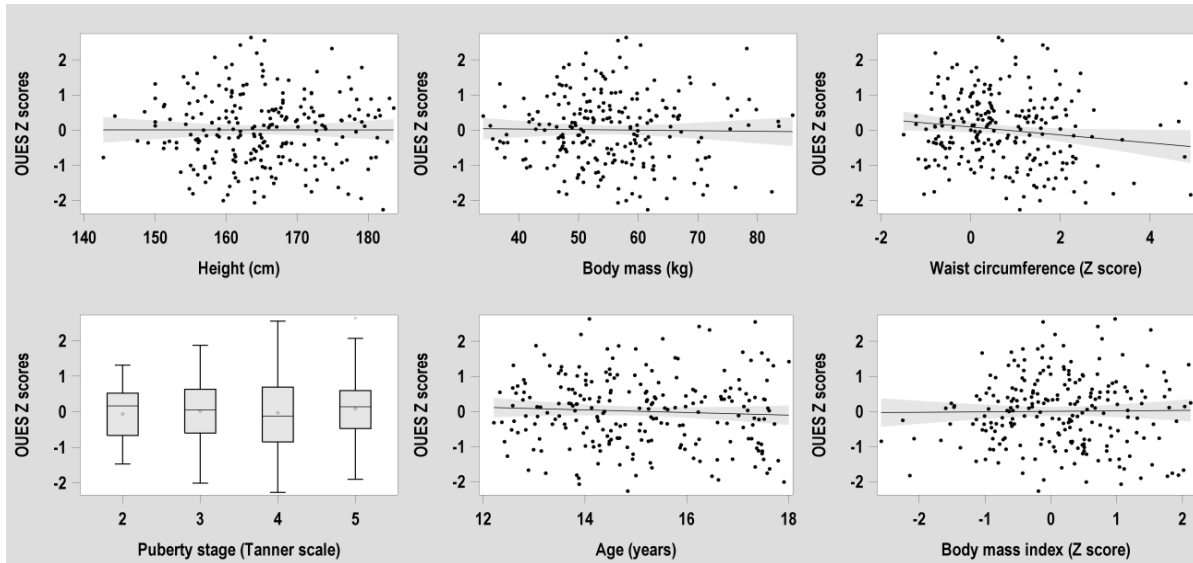 OUES Z scores
2
1
0
-1
-2
140 150 160 170 180
Height (cm)
OUES Z scores
2
1
0
-1
-2
40 50 60 70 80
Body mass (kg)
OUES Z scores
2
1
0
-1
-2
-2 0 2 4
Waist circumference (Z score)
OUES Z scores
2
1
0
-1
-2
2 3 4 5
Puberty stage (Tanner scale)
OUES Z scores
2
1
0
-1
-2
12 14 16 18
Age (years)
OUES Z scores
2
1
0
-1
-2
-2 -1 0 1 2
Body mass index (Z score)